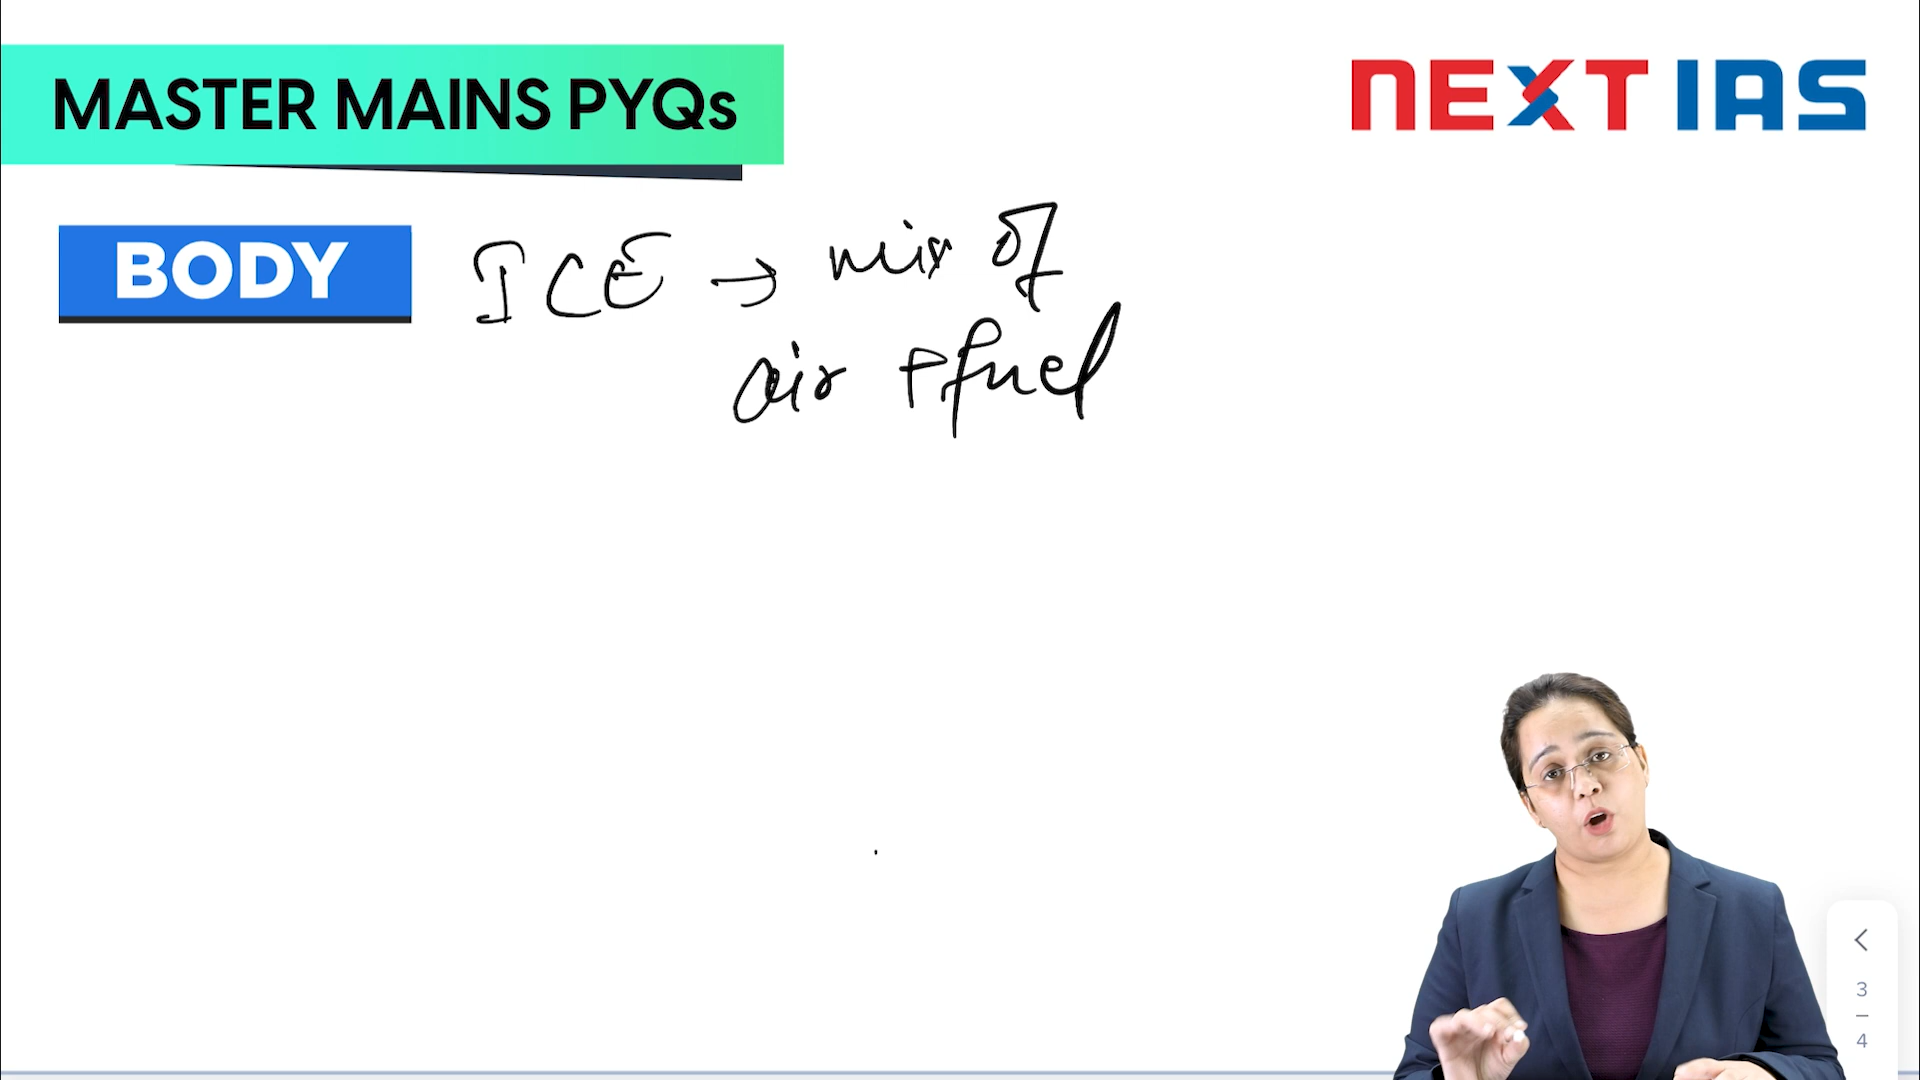 MASTER MAINS PYQs
NEXT IAS
BODY
ICE → mix of
air + fuel
3
4